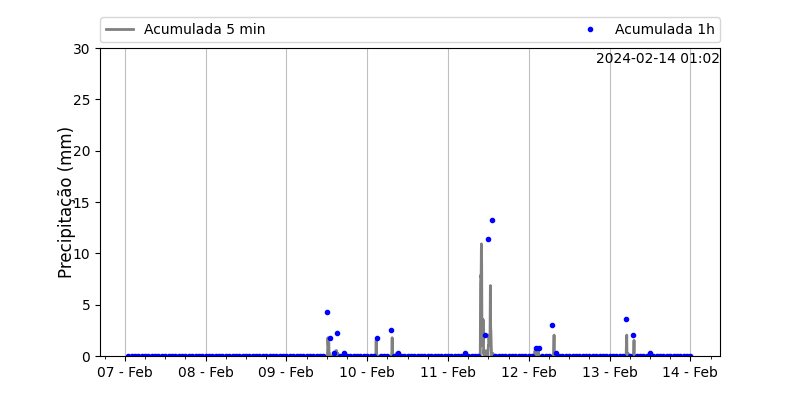 Acumulada 5 min
Acumulada 1h
2024-02-14 01:02
30
25
20
15
10
5
0
Precipitação (mm)
07 - Feb
08 - Feb
09 - Feb
10 - Feb
11 - Feb
12 - Feb
13 - Feb
14 - Feb